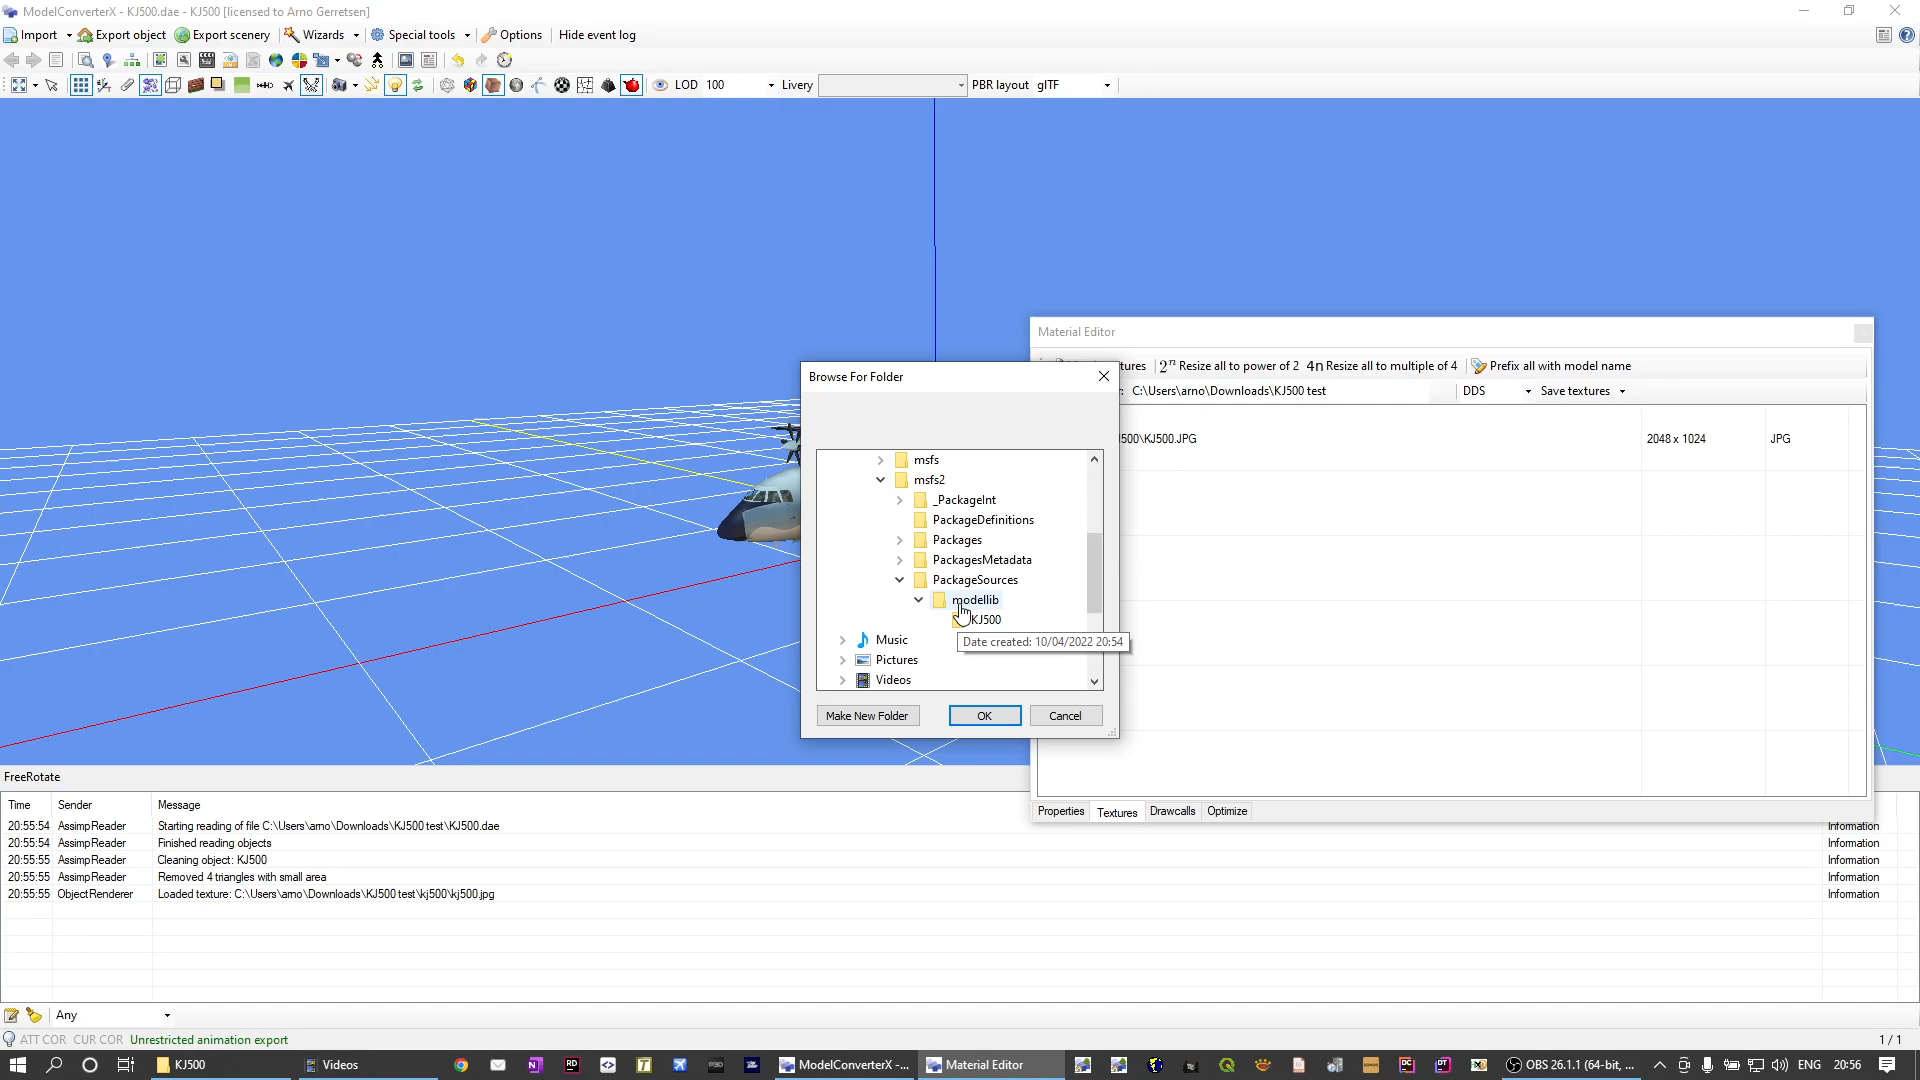 ModelConverterX - KJ500.dae - KJ500 [licensed to Arno Gerretsen]
Import Export object Export scenery Wizards Special tools Options Hide event log
LOD 100 Livery PBR layout glTF
Material Editor
tures 2ⁿ Resize all to power of 2 4n Resize all to multiple of 4 Prefix all with model name
Browse For Folder
C:\Users\arno\Downloads\KJ500 test DDS Save textures
500\KJ500.JPG 2048 x 1024 JPG
msfs
msfs2
_PackageInt
PackageDefinitions
Packages
PackagesMetadata
PackageSources
modellib
KJ500
Music
Date created: 10/04/2022 20:54
Pictures
Videos
Make New Folder OK Cancel
FreeRotate
Time Sender Message
Properties Textures Drawcalls Optimize
20:55:54 AssimpReader Starting reading of file C:\Users\arno\Downloads\KJ500 test\KJ500.dae Information
20:55:54 AssimpReader Finished reading objects Information
20:55:55 AssimpReader Cleaning object: KJ500 Information
20:55:55 AssimpReader Removed 4 triangles with small area Information
20:55:55 ObjectRenderer Loaded texture: C:\Users\arno\Downloads\KJ500 test\kj500\kj500.jpg Information
Any
ATT COR CUR COR Unrestricted animation export 1 / 1
KJ500 Videos ModelConverterX -... Material Editor OBS 26.1.1 (64-bit, ... ENG 20:56